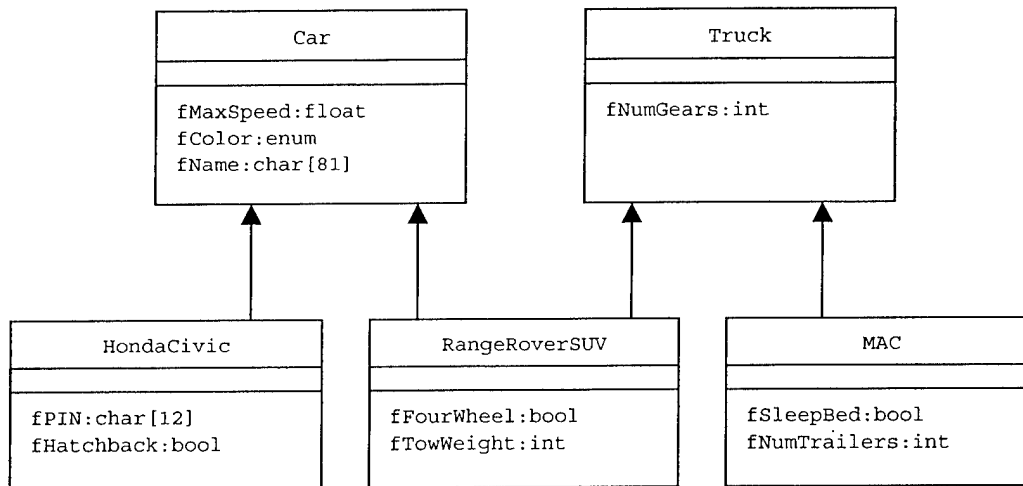 Car
fMaxSpeed:float
fColor:enum
fName:char[81]
Truck
fNumGears:int
HondaCivic
fPIN:char[12]
fHatchback:bool
RangeRoverSUV
fFourWheel:bool
fTowWeight:int
MAC
fSleepBed:bool
fNumTrailers:int